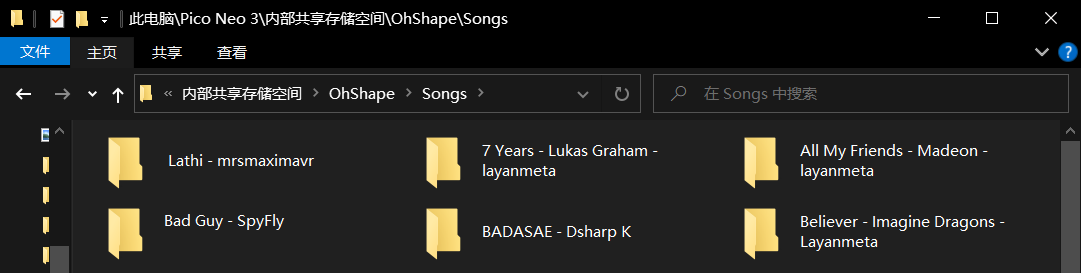 此电脑\Pico Neo 3\内部共享存储空间\OhShape\Songs
文件 主页 共享 查看
« 内部共享存储空间 > OhShape > Songs >
在 Songs 中搜索
Lathi - mrsmaximavr
7 Years - Lukas Graham -
layanmeta
All My Friends - Madeon -
layanmeta
Bad Guy - SpyFly
BADASAE - Dsharp K
Believer - Imagine Dragons -
Layanmeta